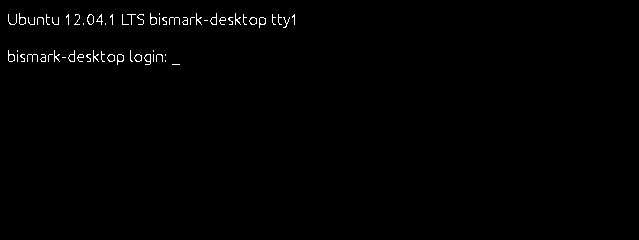 Ubuntu 12.04.1 LTS bismark-desktop tty1
bismark-desktop login: _